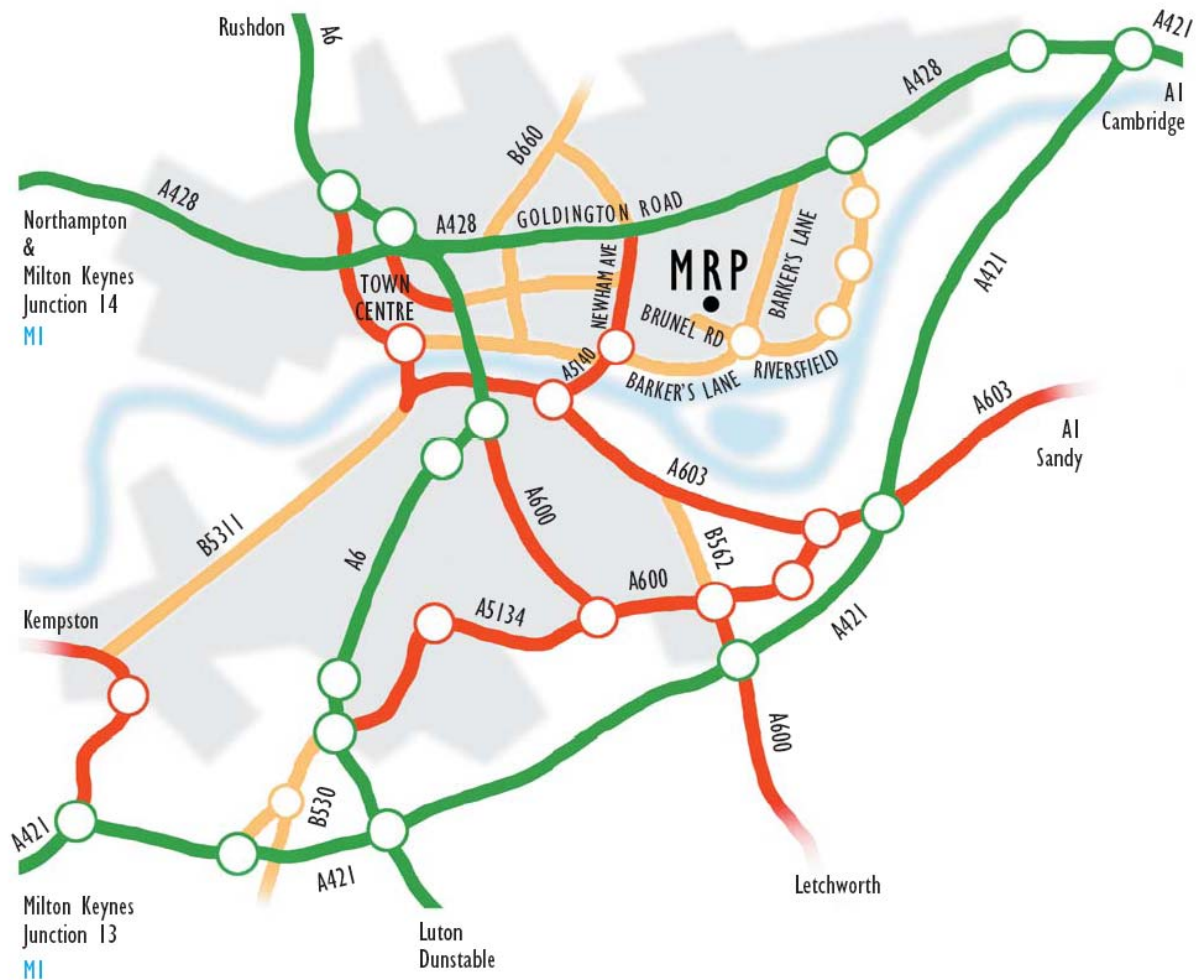 Rushdon
A6
A421
A428
A1
Cambridge
B660
A428
Northampton
&
Milton Keynes
Junction 14
M1
A428
GOLDINGTON ROAD
TOWN
CENTRE
NEWHAM AVE
MRP
BRUNEL RD
BARKER'S LANE
A421
A5140
BARKER'S LANE
RIVERSFIELD
A603
A1
Sandy
A603
B5311
A600
A6
B562
A600
A5134
A421
Kempston
A600
B530
A421
A421
Milton Keynes
Junction 13
M1
Luton
Dunstable
Letchworth